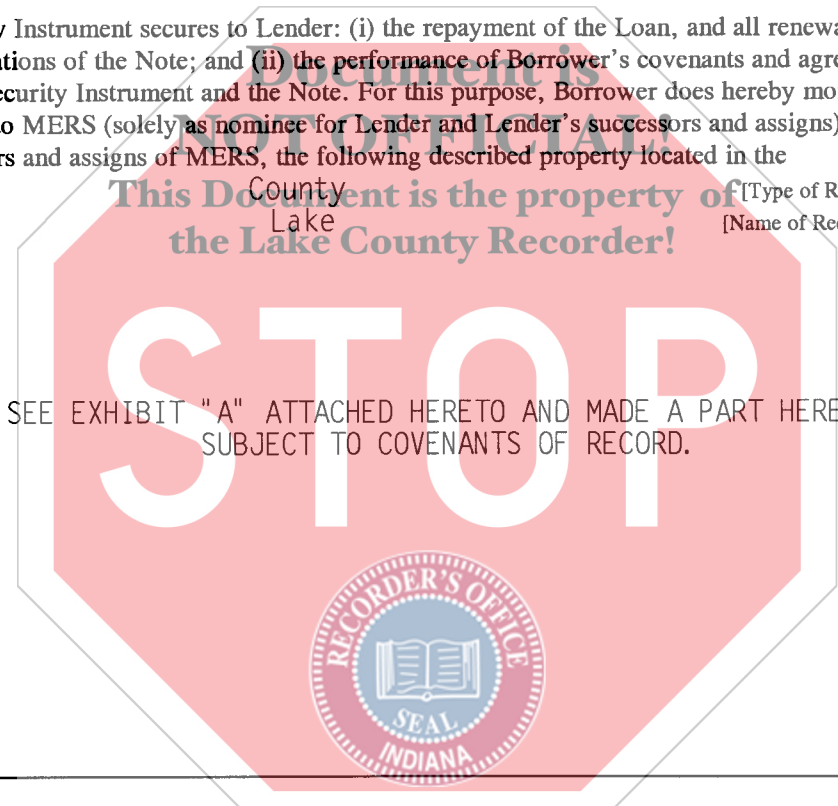 y Instrument secures to Lender: (i) the repayment of the Loan, and all renewa
tions of the Note; and (ii) the performance of Borrower's covenants and agre
Document is
ecurity Instrument and the Note. For this purpose, Borrower does hereby mo
o MERS (solely as nominee for Lender and Lender's successors and assigns)
NOT OFFICIAL!
rs and assigns of MERS, the following described property located in the
County [Type of R
This Document is the property of
Lake [Name of Rec
the Lake County Recorder!
STOP
SEE EXHIBIT "A" ATTACHED HERETO AND MADE A PART HERE
SUBJECT TO COVENANTS OF RECORD.
RECORDER'S OFFICE
SEAL
INDIANA